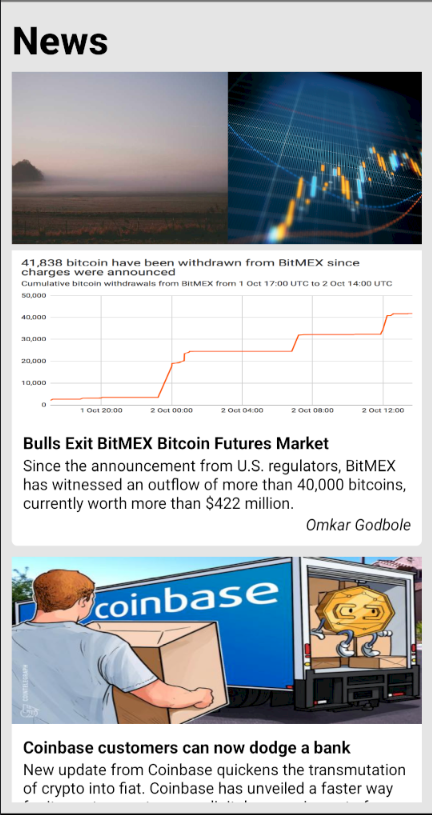 News
41,838 bitcoin have been withdrawn from BitMEX since
charges were announced
Cumulative bitcoin withdrawals from BitMEX from 1 Oct 17:00 UTC to 2 Oct 14:00 UTC
50,000
40,000
30,000
20,000
10,000
0
1 Oct 20:00 2 Oct 00:00 2 Oct 04:00 2 Oct 08:00 2 Oct 12:00
Bulls Exit BitMEX Bitcoin Futures Market
Since the announcement from U.S. regulators, BitMEX
has witnessed an outflow of more than 40,000 bitcoins,
currently worth more than $422 million.
Omkar Godbole
coinbase
COINTELEGRAPH
Coinbase customers can now dodge a bank
New update from Coinbase quickens the transmutation
of crypto into fiat. Coinbase has unveiled a faster way